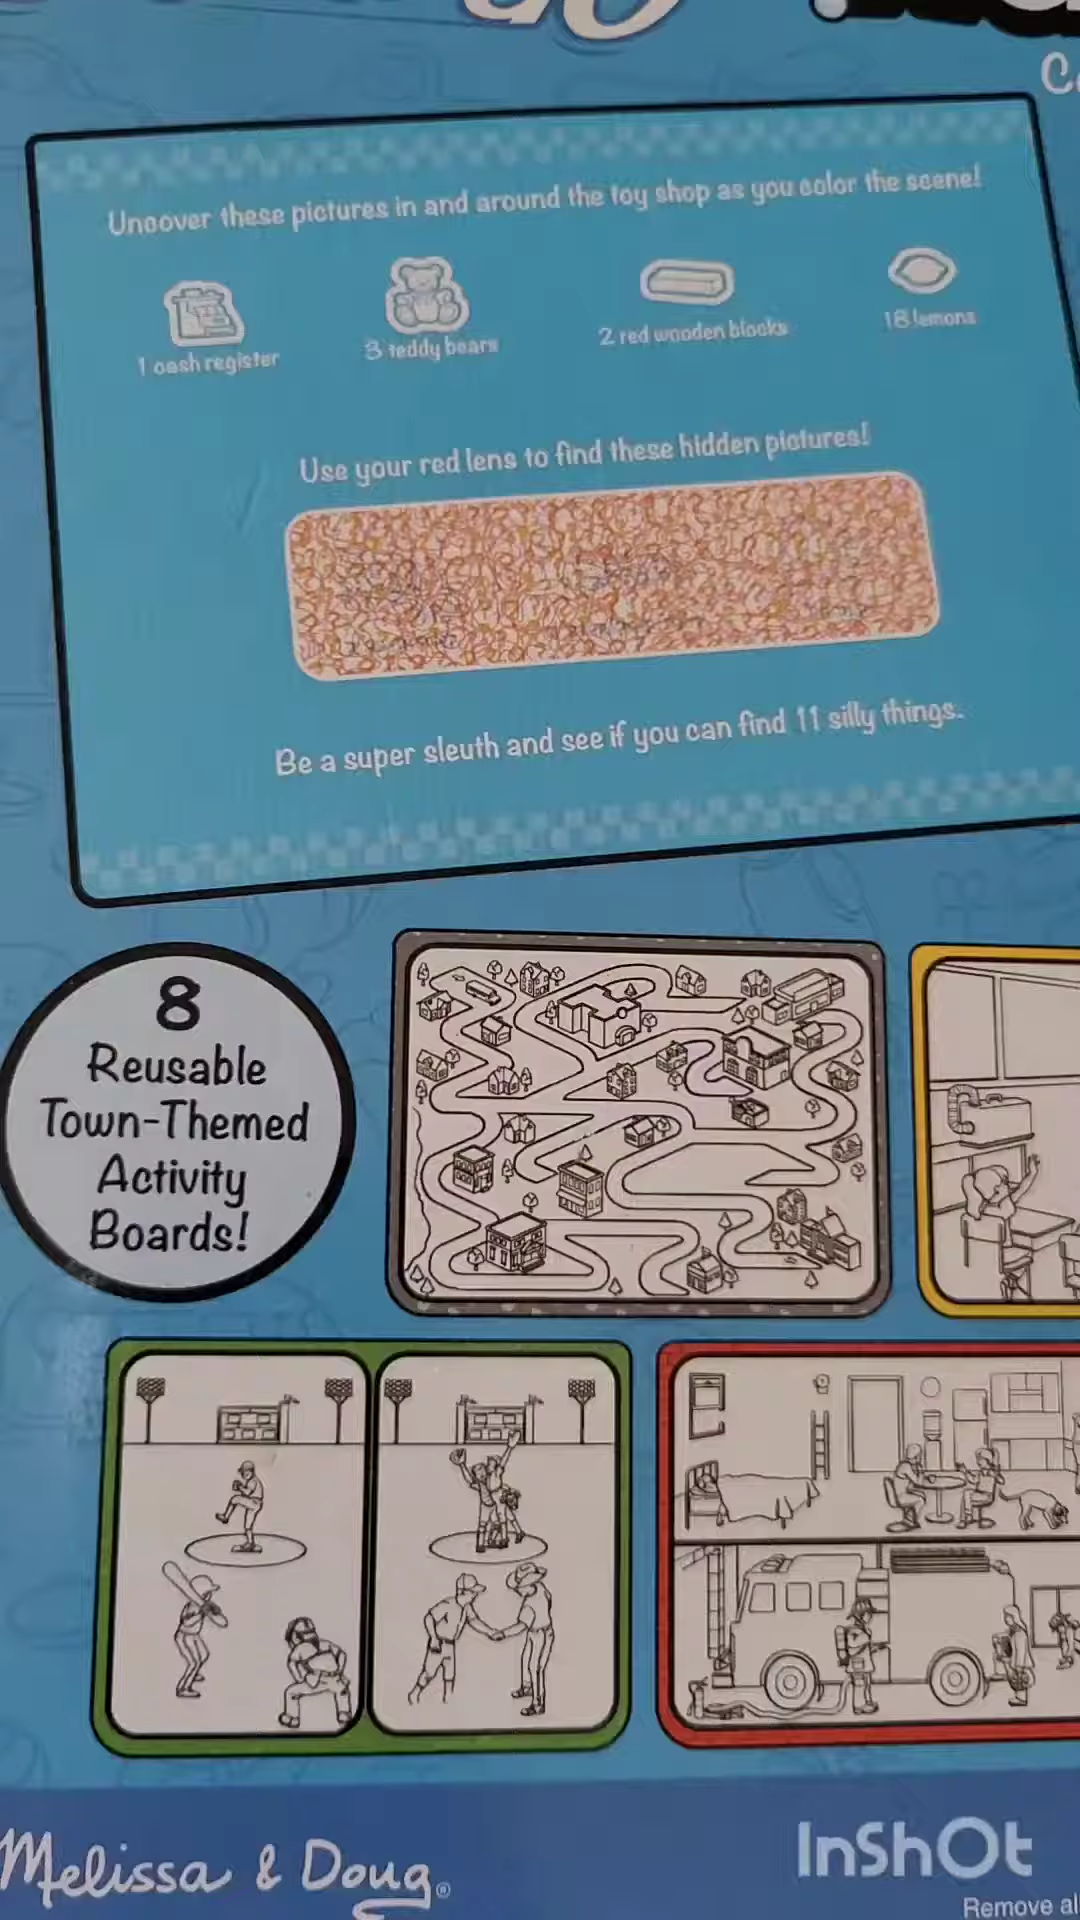 Uncover these pictures in and around the toy shop as you color the scene!
1 cash register
3 teddy bears
2 red wooden blocks
18 lemons
Use your red lens to find these hidden pictures!
Be a super sleuth and see if you can find 11 silly things.
8
Reusable
Town-Themed
Activity
Boards!
Melissa & Doug®
InShOt
Remove